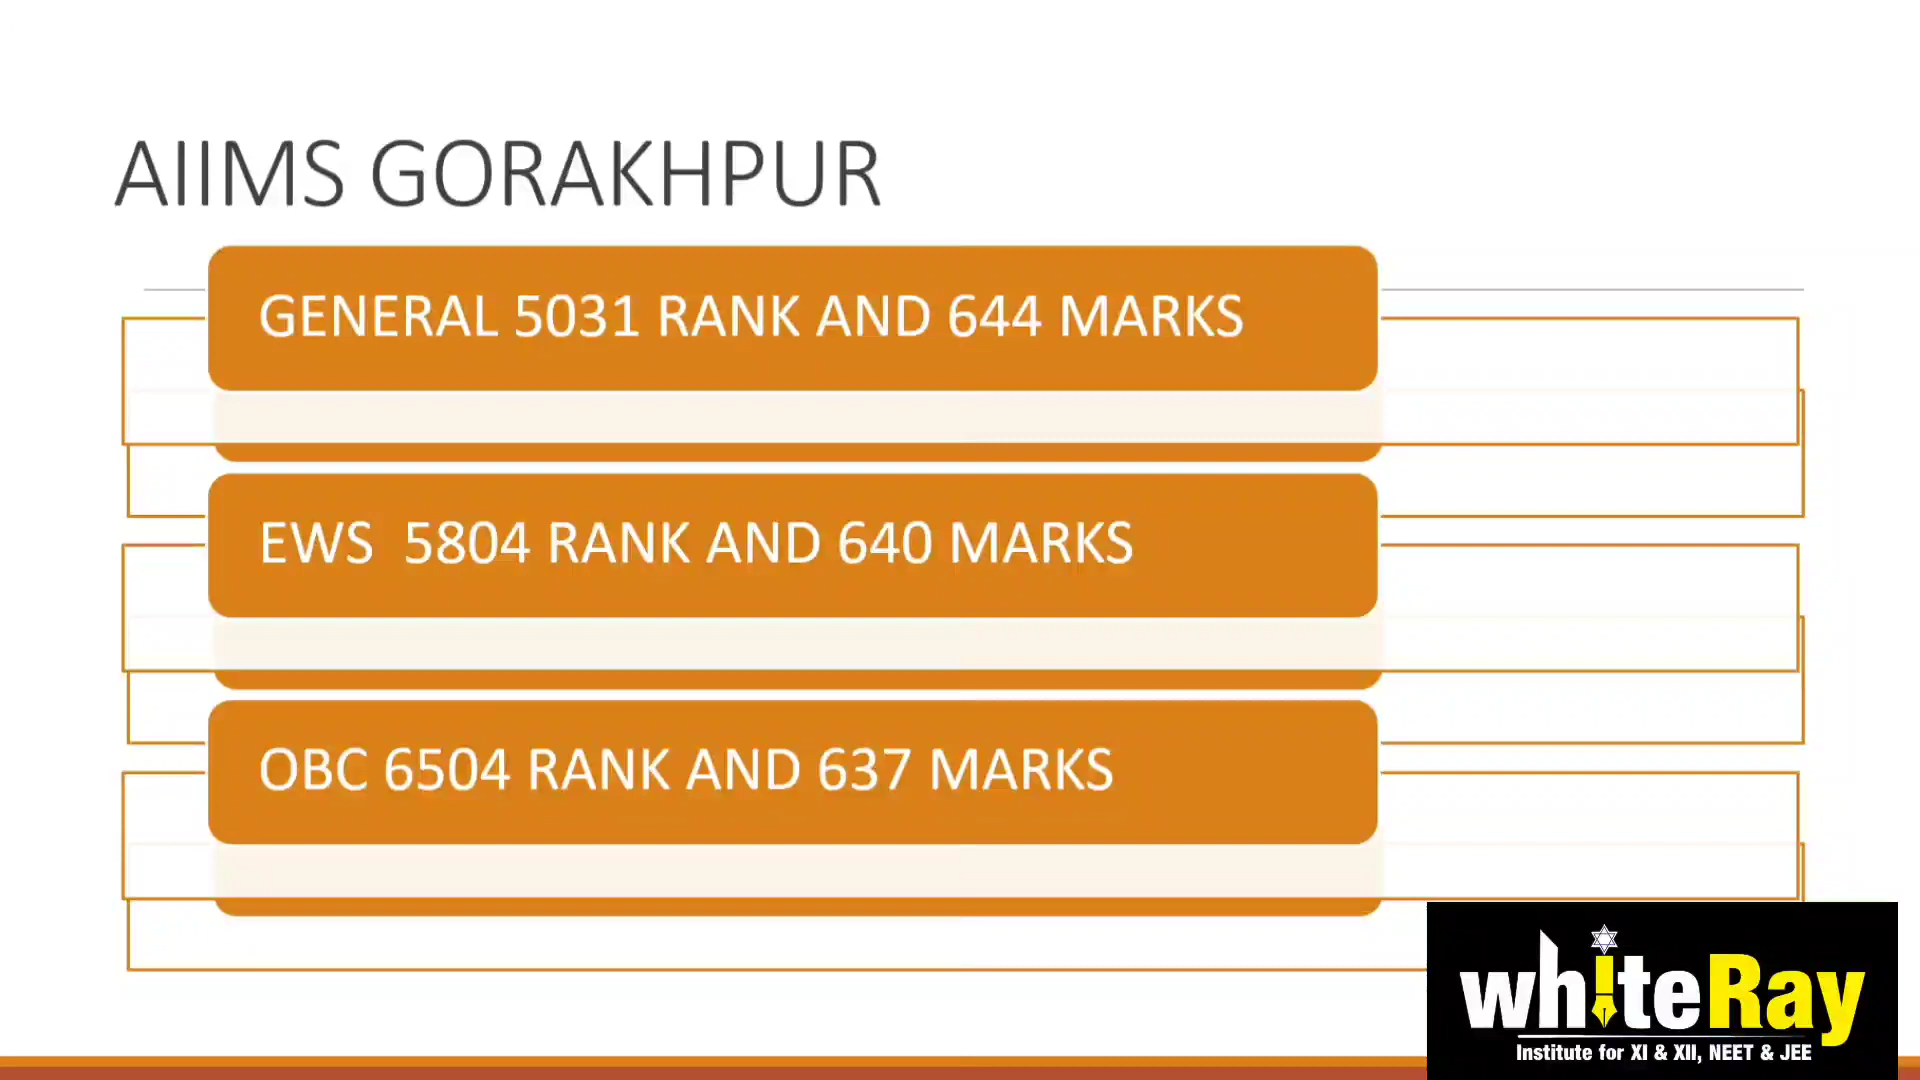 AIIMS GORAKHPUR
GENERAL 5031 RANK AND 644 MARKS
EWS  5804 RANK AND 640 MARKS
OBC 6504 RANK AND 637 MARKS
whiteRay
Institute for XI & XII, NEET & JEE